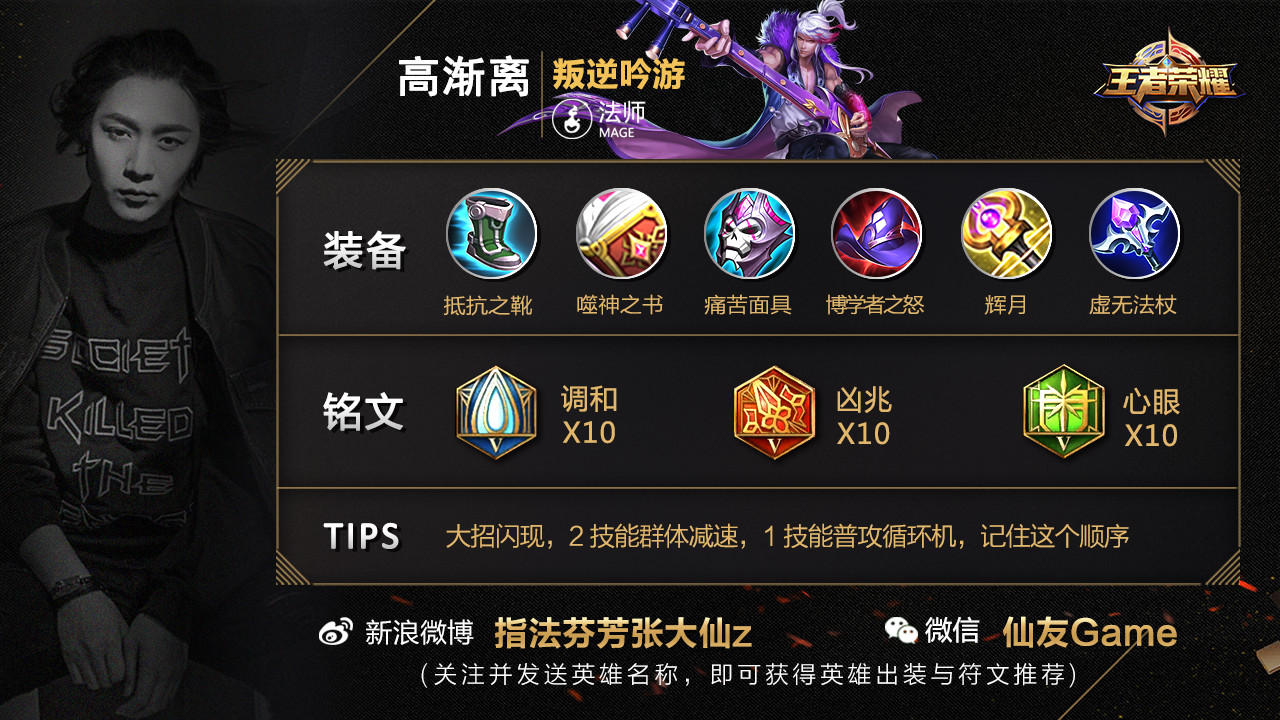 高渐离
叛逆吟游
法师
MAGE
王者荣耀
装备
抵抗之靴
噬神之书
痛苦面具
博学者之怒
辉月
虚无法杖
铭文
V
调和
X10
V
凶兆
X10
V
心眼
X10
TIPS
大招闪现，2 技能群体减速，1 技能普攻循环机，记住这个顺序
新浪微博 指法芬芳张大仙z
微信 仙友Game
（关注并发送英雄名称，即可获得英雄出装与符文推荐）
SOCIET
KILLED
THE